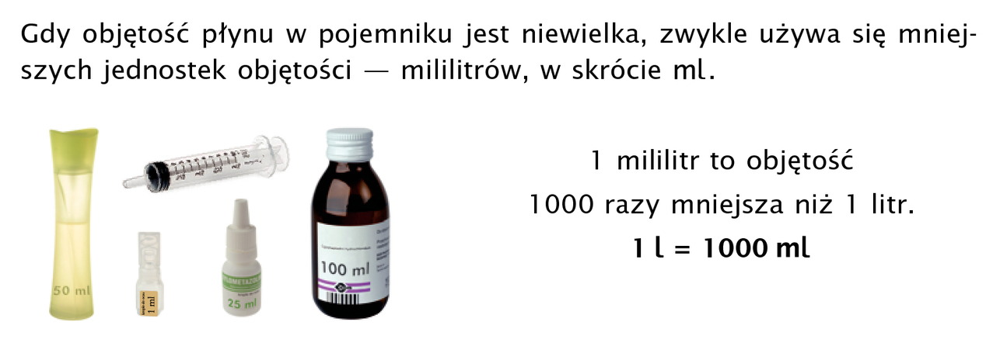 Gdy objętość płynu w pojemniku jest niewielka, zwykle używa się mniej-
szych jednostek objętości — mililitrów, w skrócie ml.
1 mililitr to objętość
1000 razy mniejsza niż 1 litr.
1 l = 1000 ml
50 ml
1 ml
25 ml
100 ml